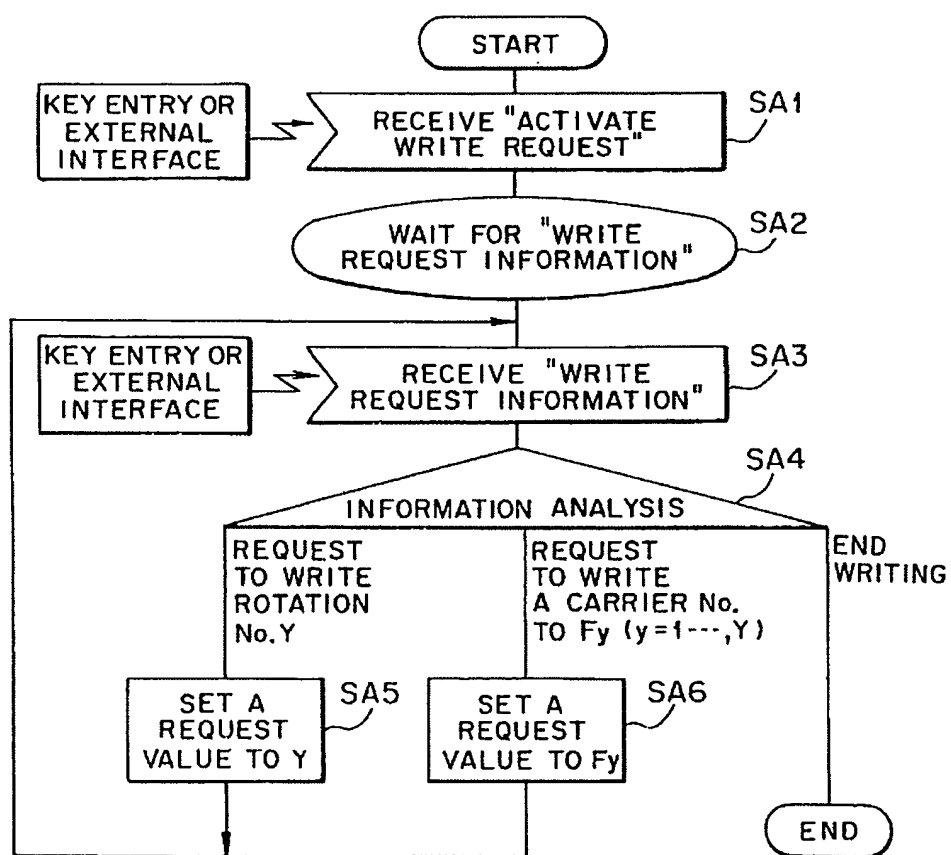 START
KEY ENTRY OR
EXTERNAL
INTERFACE
RECEIVE "ACTIVATE
WRITE REQUEST"
SA1
WAIT FOR "WRITE
REQUEST INFORMATION"
SA2
KEY ENTRY OR
EXTERNAL
INTERFACE
RECEIVE "WRITE
REQUEST INFORMATION"
SA3
SA4
INFORMATION ANALYSIS
REQUEST
TO WRITE
ROTATION
No. Y
REQUEST
TO WRITE
A CARRIER No.
TO Fy (y=1---,Y)
END
WRITING
SET A
REQUEST
VALUE TO Y
SA5
SET A
REQUEST
VALUE TO Fy
SA6
END